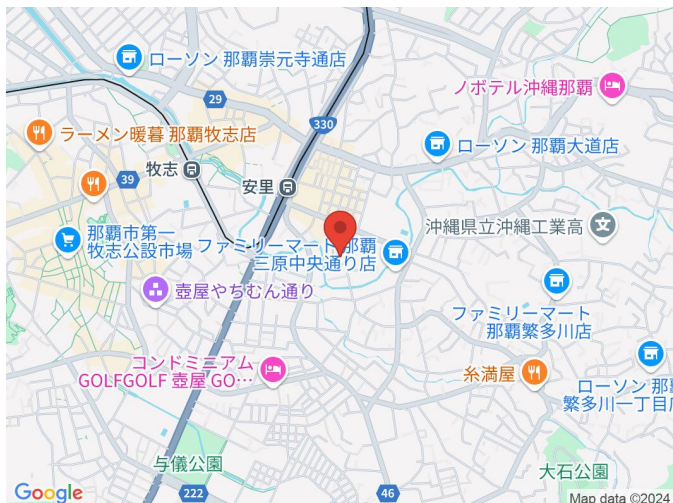 ローソン 那覇崇元寺通店
29
330
ノボテル沖縄那覇
ラーメン暖暮 那覇牧志店
牧志
安里
39
ローソン 那覇大道店
那覇市第一
牧志公設市場
ファミリーマート 那覇
三原中央通り店
沖縄県立沖縄工業高
壺屋やちむん通り
ファミリーマート
那覇繁多川店
コンドミニアム
GOLFGOLF 壺屋 GO…
糸満屋
ローソン 那覇
繁多川一丁目店
与儀公園
222
46
大石公園
Google
Map data ©2024